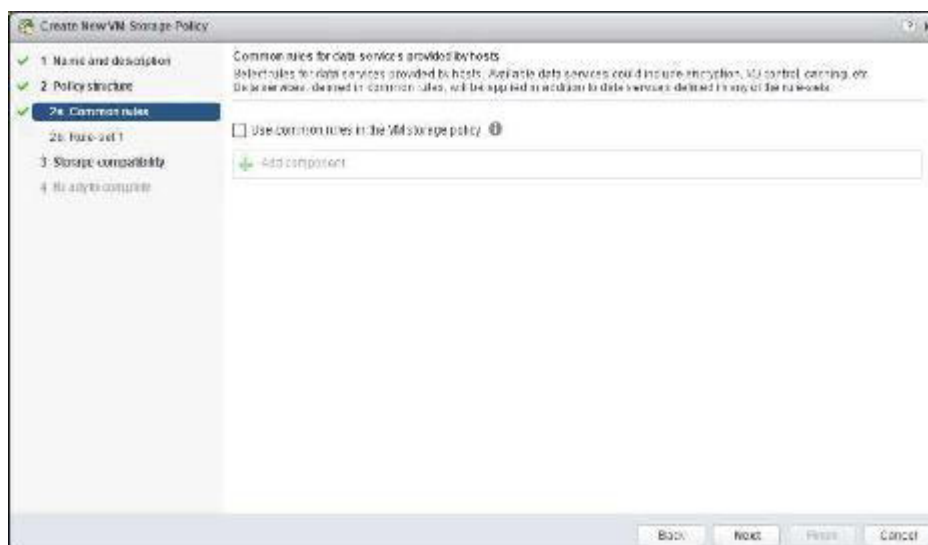 Create New VM Storage Policy
1 Name and description
2 Policy structure
2a Common rules
2b Rule-set 1
3 Storage compatibility
4 Ready to complete
Common rules for data services provided by hosts
Select rules for data services provided by hosts. Available data services could include encryption, I/O control, caching, etc.
Data services, defined in common rules, will be applied in addition to data services defined in any of the rule-sets.
Use common rules in the VM storage policy
Add component
Back Next Finish Cancel